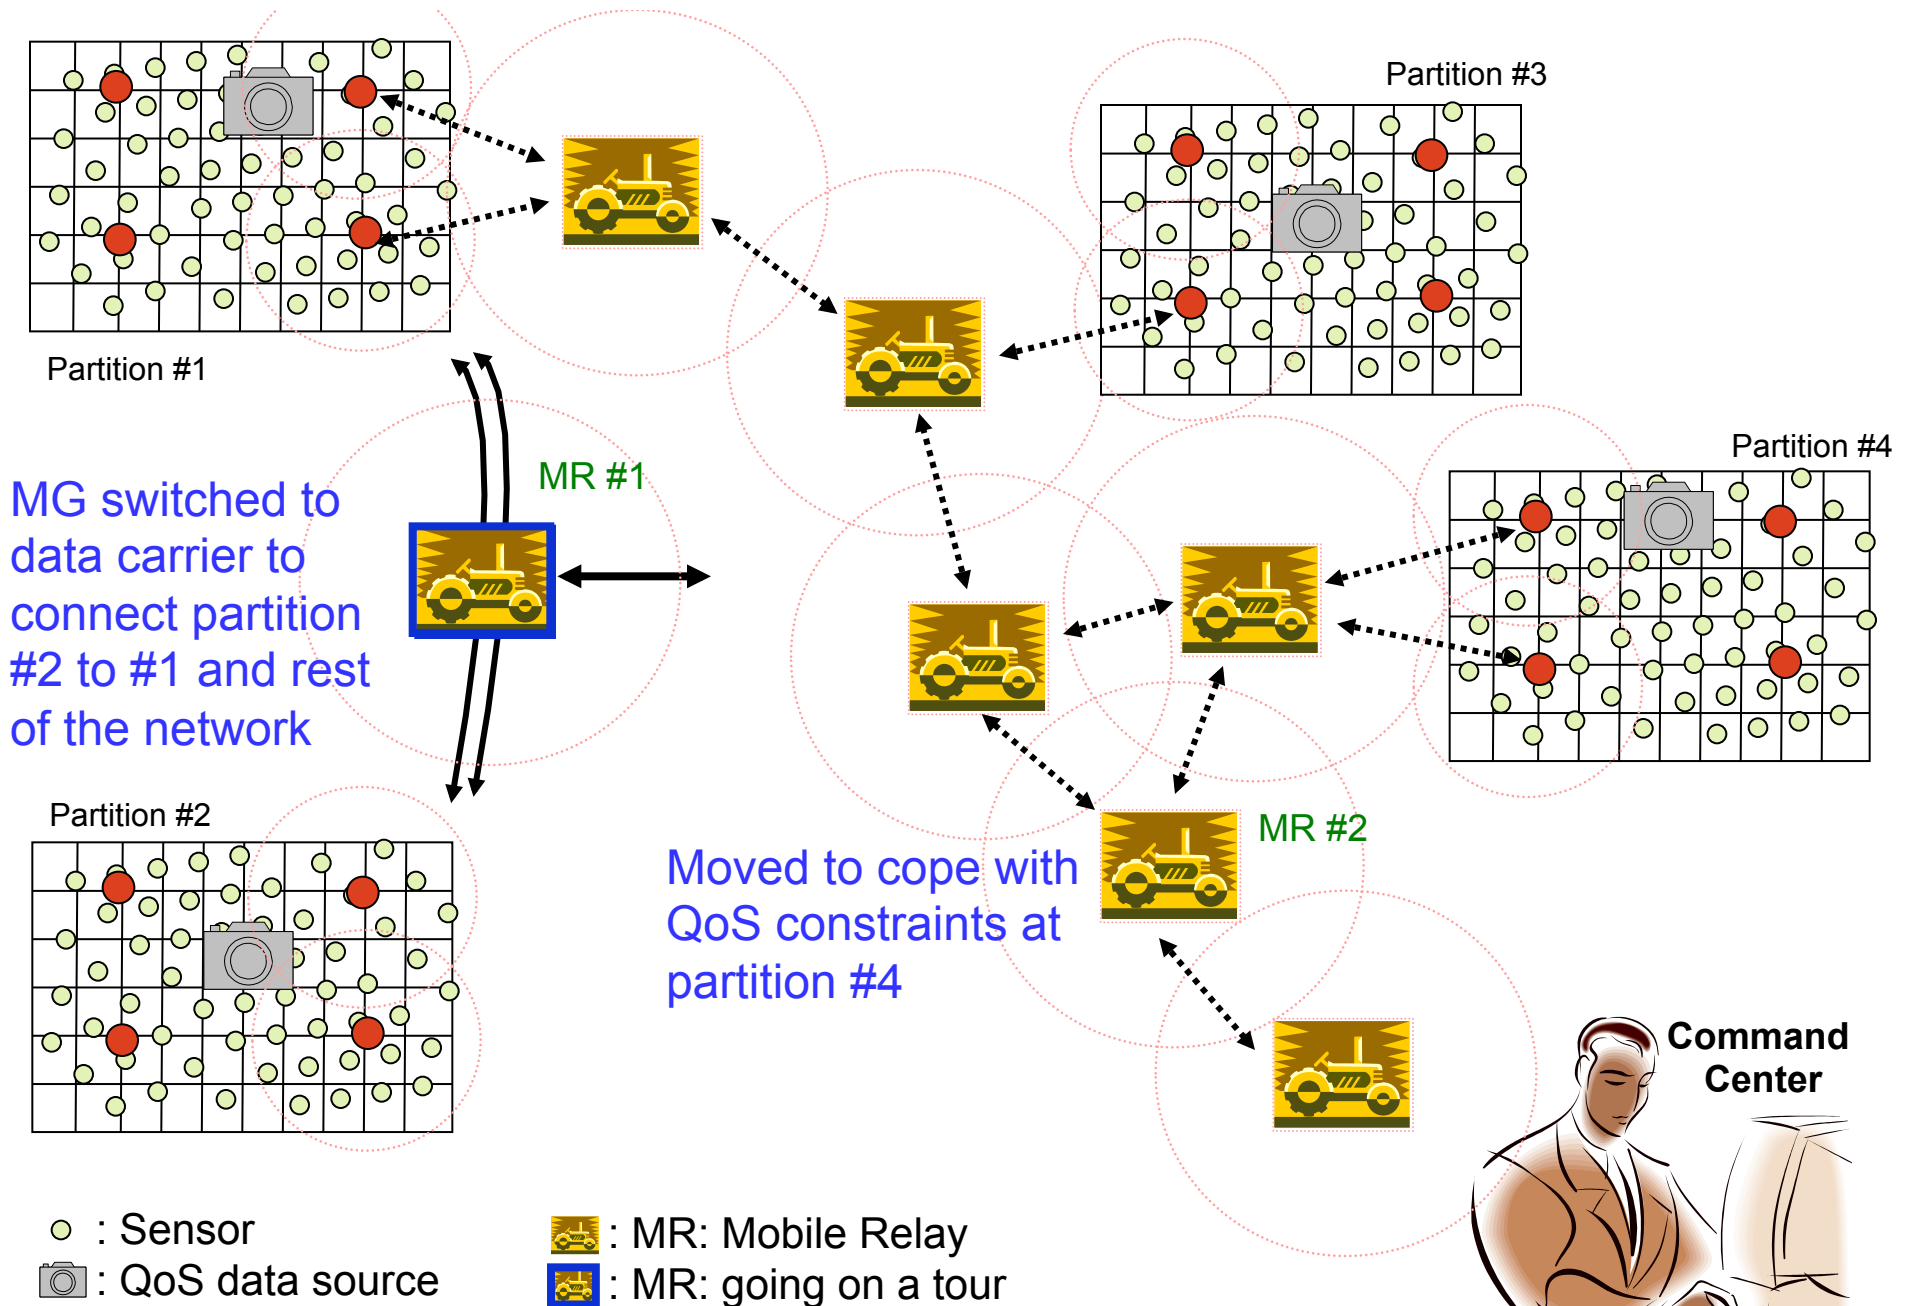 Partition #3
Partition #1
Partition #4
MR #1
MG switched to
data carrier to
connect partition
#2 to #1 and rest
of the network
Partition #2
MR #2
Moved to cope with
QoS constraints at
partition #4
Command
Center
: Sensor
: QoS data source
: MR: Mobile Relay
: MR: going on a tour